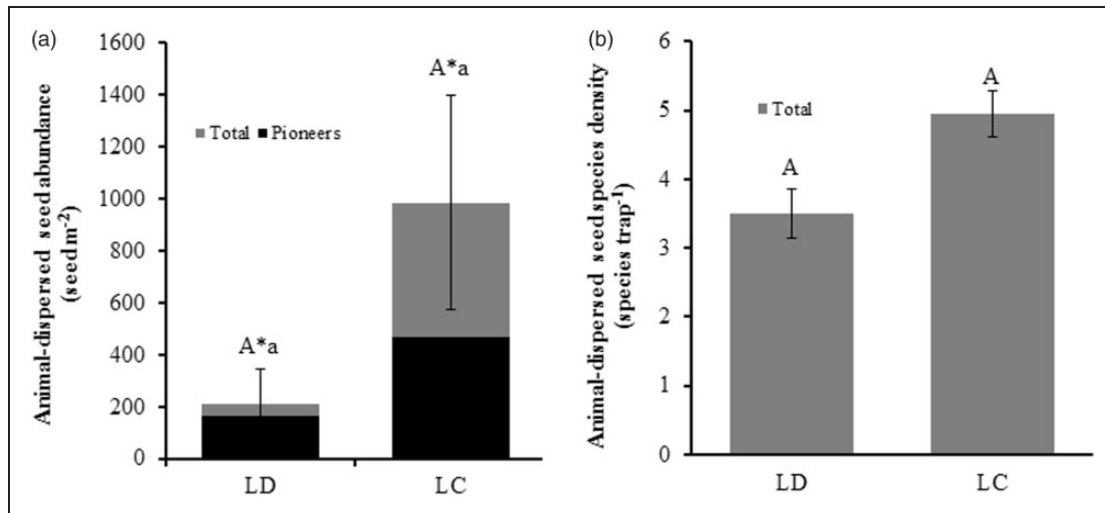 (a)
Animal-dispersed seed abundance
(seed m-2)
1600
1400
1200
1000
800
600
400
200
0
Total Pioneers
A*a
A*a
LD
LC
(b)
Animal-dispersed seed species density
(species trap-1)
6
5
4
3
2
1
0
Total
A
A
LD
LC